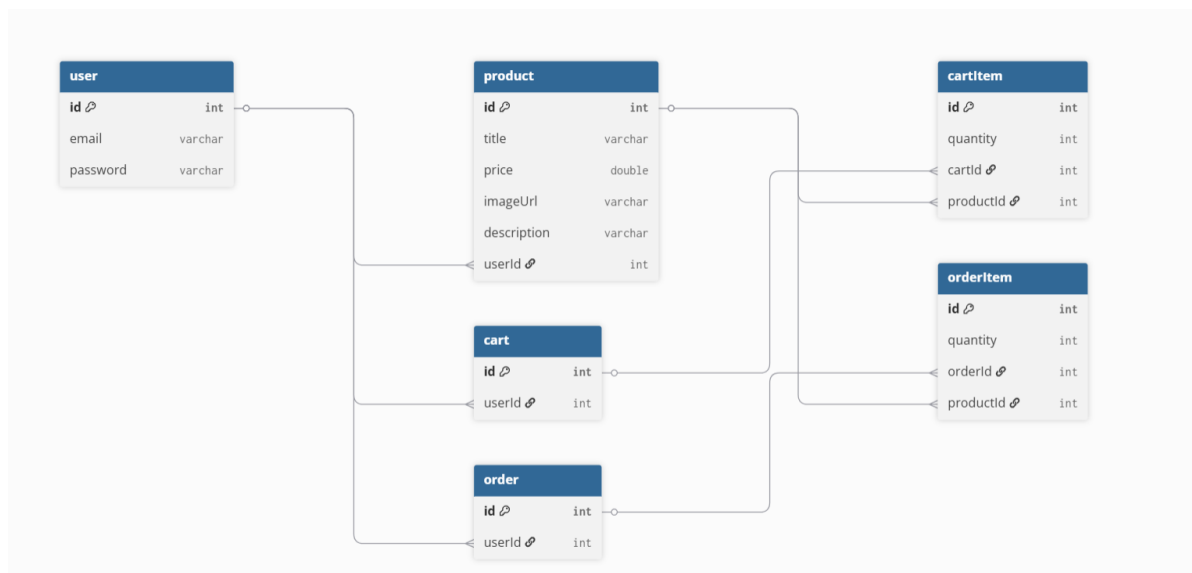 user
id int
email varchar
password varchar
product
id int
title varchar
price double
imageUrl varchar
description varchar
userId int
cart
id int
userId int
order
id int
userId int
cartItem
id int
quantity int
cartId int
productId int
orderItem
id int
quantity int
orderId int
productId int